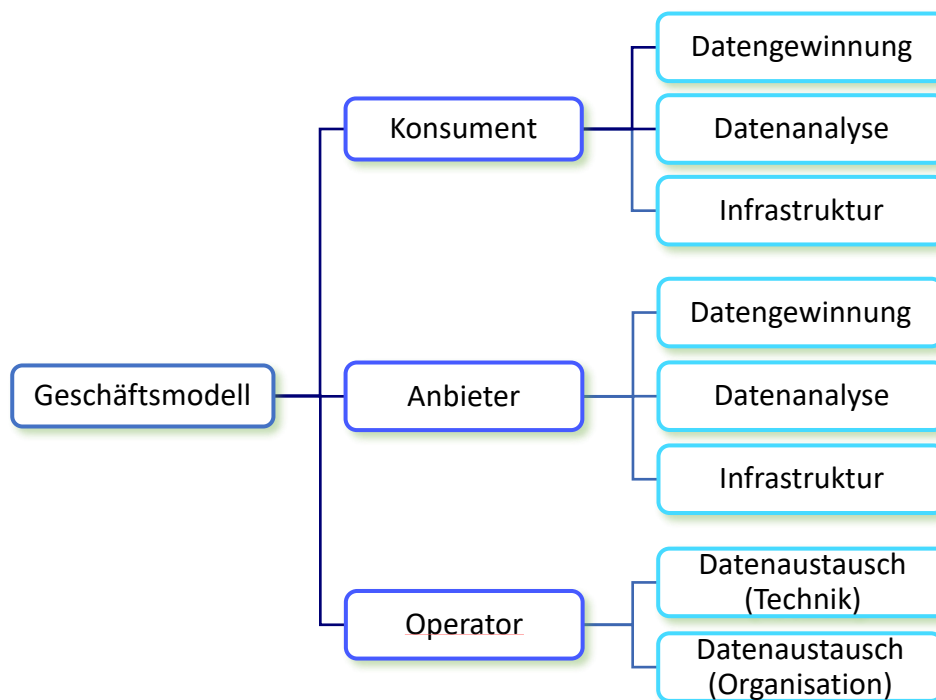 Geschäftsmodell
Konsument
Datengewinnung
Datenanalyse
Infrastruktur
Anbieter
Datengewinnung
Datenanalyse
Infrastruktur
Operator
Datenaustausch
(Technik)
Datenaustausch
(Organisation)